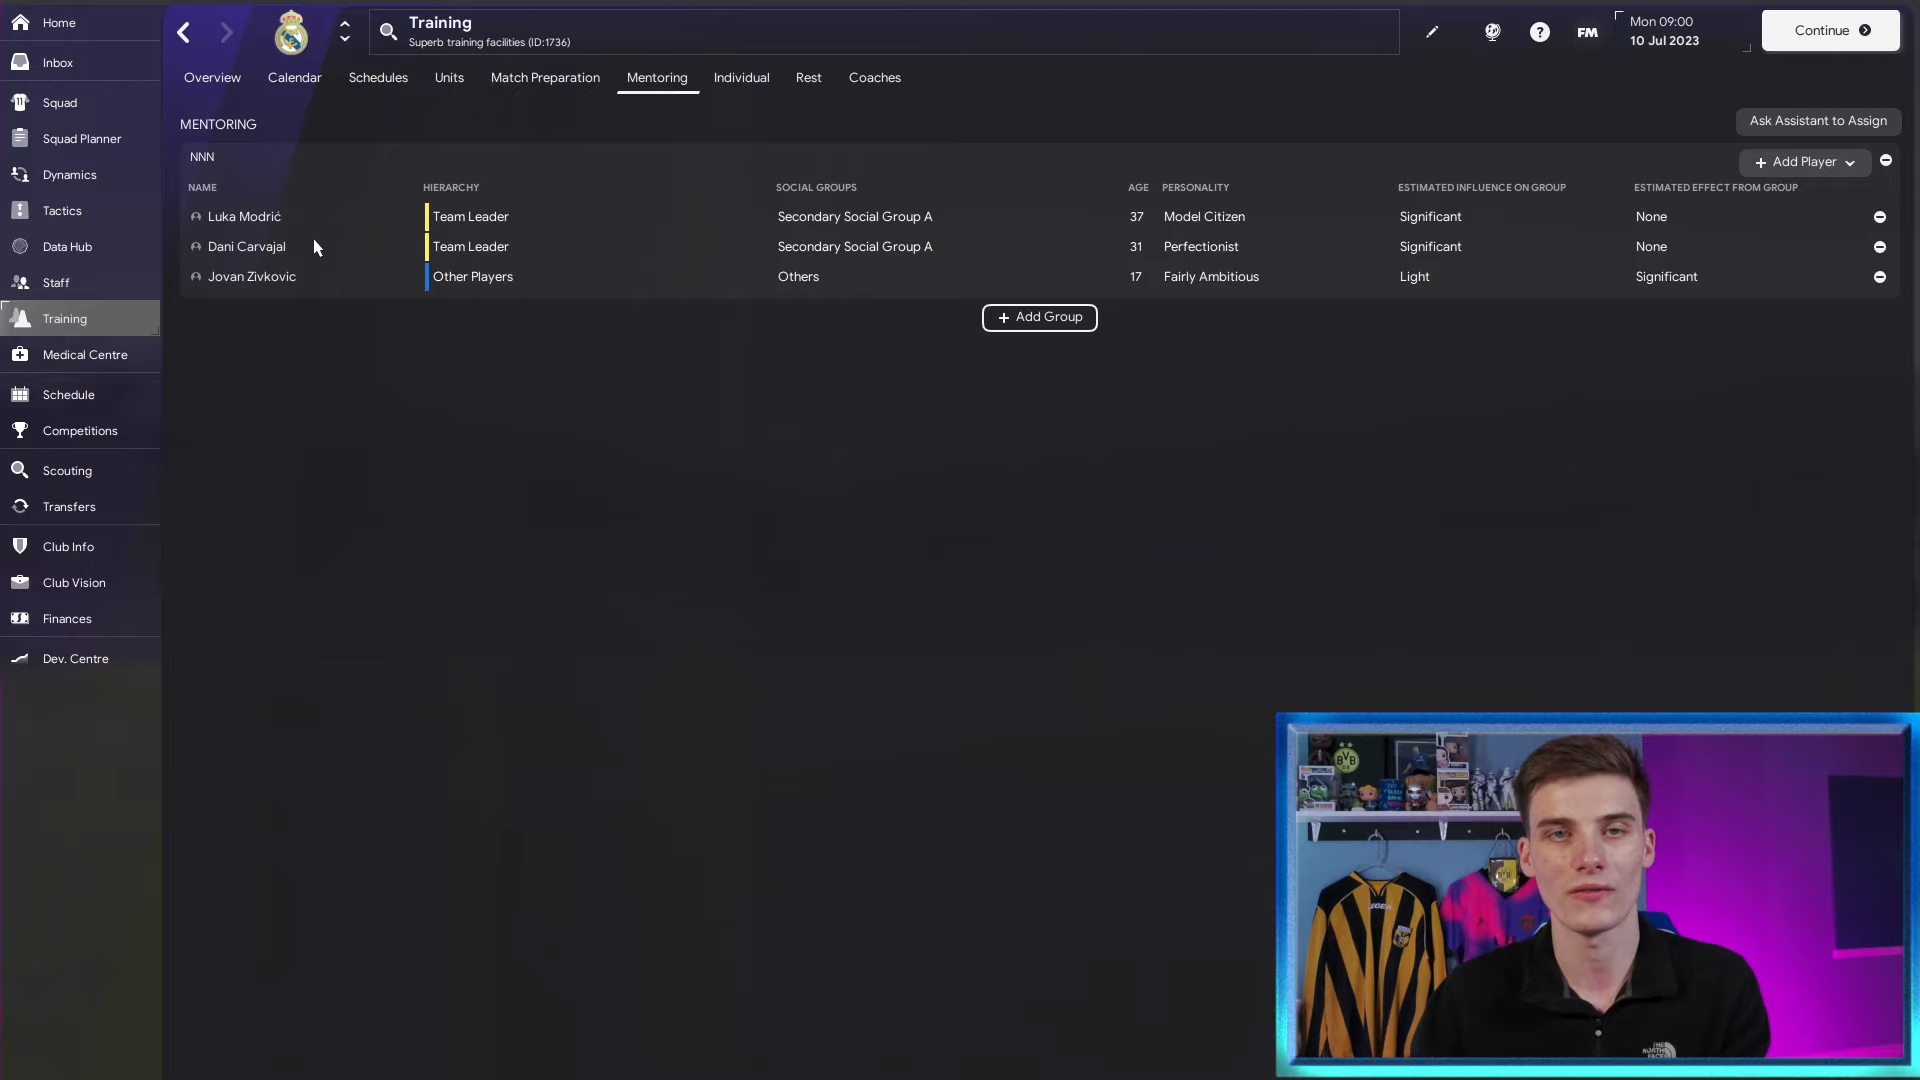 Home
Inbox
Squad
Squad Planner
Dynamics
Tactics
Data Hub
Staff
Training
Medical Centre
Schedule
Competitions
Scouting
Transfers
Club Info
Club Vision
Finances
Dev. Centre
Training
Superb training facilities (ID:1736)
FM
Mon 09:00
10 Jul 2023
Continue
Overview Calendar Schedules Units Match Preparation Mentoring Individual Rest Coaches
MENTORING
Ask Assistant to Assign
NNN
+ Add Player
NAME HIERARCHY SOCIAL GROUPS AGE PERSONALITY ESTIMATED INFLUENCE ON GROUP ESTIMATED EFFECT FROM GROUP
Luka Modrić Team Leader Secondary Social Group A 37 Model Citizen Significant None
Dani Carvajal Team Leader Secondary Social Group A 31 Perfectionist Significant None
Jovan Zivkovic Other Players Others 17 Fairly Ambitious Light Significant
+ Add Group
BVB
09
THE
NORTH
FACE